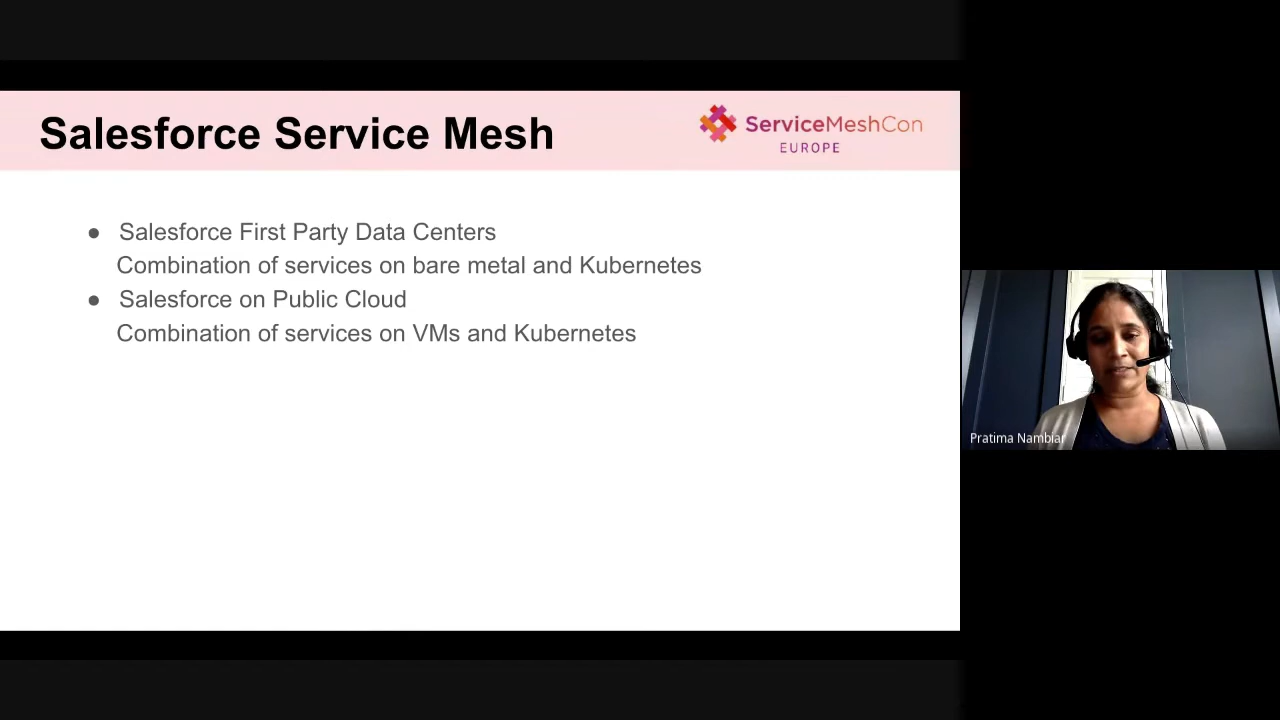 Salesforce Service Mesh
ServiceMeshCon
EUROPE
● Salesforce First Party Data Centers
Combination of services on bare metal and Kubernetes
● Salesforce on Public Cloud
Combination of services on VMs and Kubernetes
Pratima Nambiar